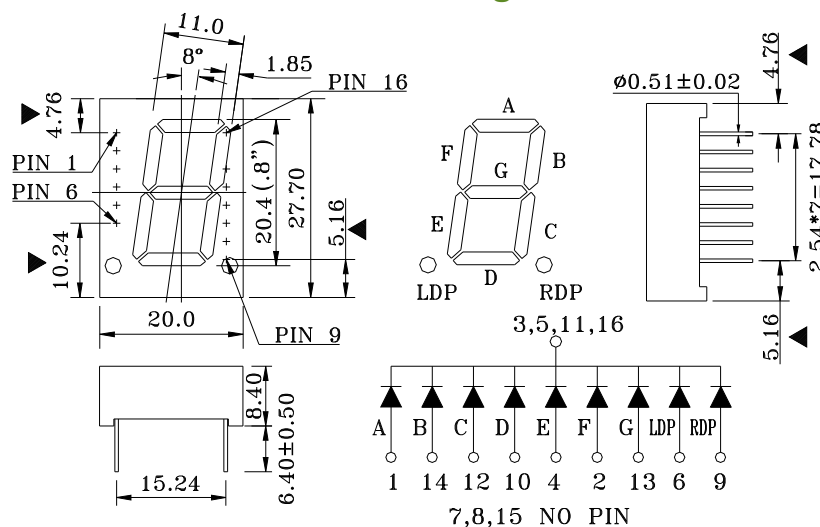 11.0
8°
1.85
PIN 16
4.76
PIN 1
PIN 6
10.24
20.4 (.8")
27.70
5.16
20.0
PIN 9
A
F
B
G
E
C
D
LDP
RDP
ø0.51±0.02
4.76
2.54*7=17.78
5.16
8.40
6.40±0.50
15.24
3,5,11,16
A B C D E F G LDP RDP
1 14 12 10 4 2 13 6 9
7,8,15 NO PIN